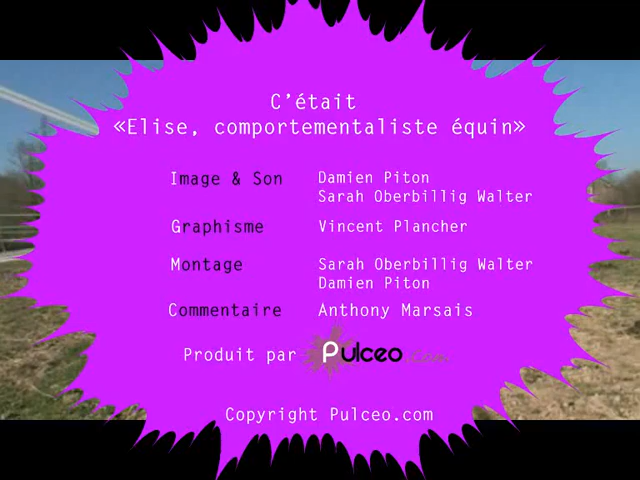 C'était
«Elise, comportementaliste équin»
Image & Son Damien Piton
Sarah Oberbillig Walter
Graphisme Vincent Plancher
Montage Sarah Oberbillig Walter
Damien Piton
Commentaire Anthony Marsais
Produit par Pulceo.com
Copyright Pulceo.com